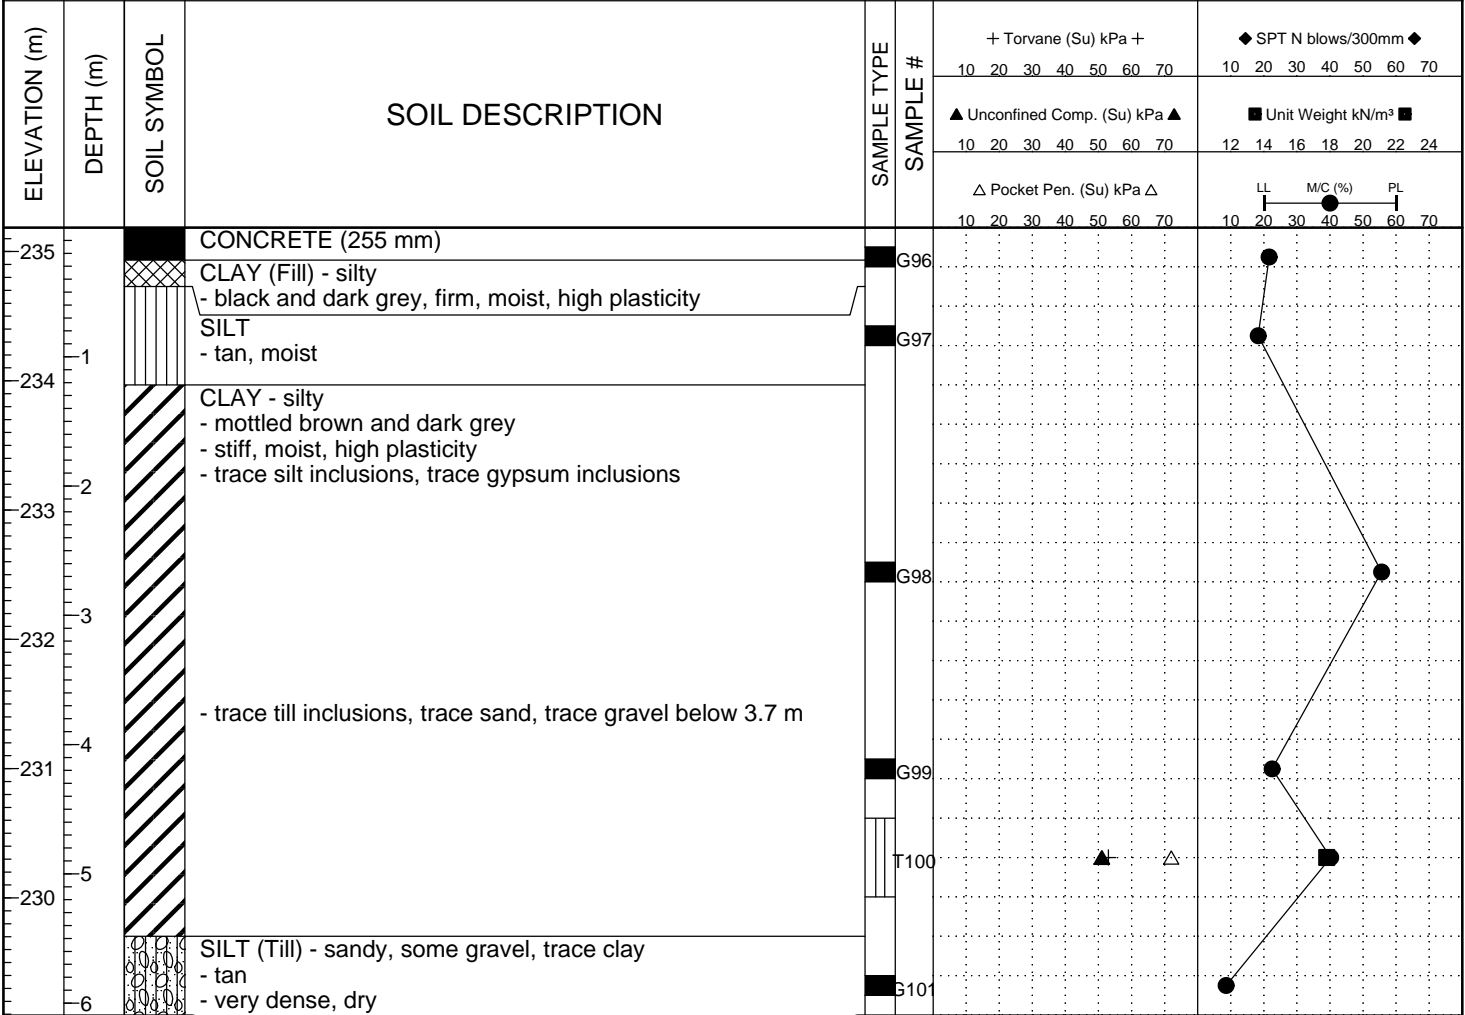 ELEVATION (m)
DEPTH (m)
SOIL SYMBOL
SOIL DESCRIPTION
SAMPLE TYPE
SAMPLE #
+ Torvane (Su) kPa +
10 20 30 40 50 60 70
▲ Unconfined Comp. (Su) kPa ▲
10 20 30 40 50 60 70
△ Pocket Pen. (Su) kPa △
10 20 30 40 50 60 70
◆ SPT N blows/300mm ◆
10 20 30 40 50 60 70
■ Unit Weight kN/m³ ■
12 14 16 18 20 22 24
LL M/C (%) PL
10 20 30 40 50 60 70
CONCRETE (255 mm)
235
G96
CLAY (Fill) - silty
- black and dark grey, firm, moist, high plasticity
SILT
G97
- tan, moist
1
234
CLAY - silty
- mottled brown and dark grey
- stiff, moist, high plasticity
- trace silt inclusions, trace gypsum inclusions
2
233
G98
3
232
- trace till inclusions, trace sand, trace gravel below 3.7 m
4
231
G99
T100
5
230
SILT (Till) - sandy, some gravel, trace clay
- tan
G101
- very dense, dry
6